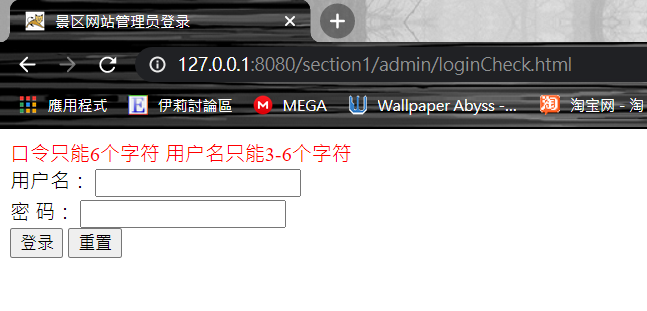 景区网站管理员登录
127.0.0.1:8080/section1/admin/loginCheck.html
應用程式 伊莉討論區 MEGA Wallpaper Abyss -... 淘宝网 - 淘
口令只能6个字符 用户名只能3-6个字符
用户名：
密 码：
登录 重置